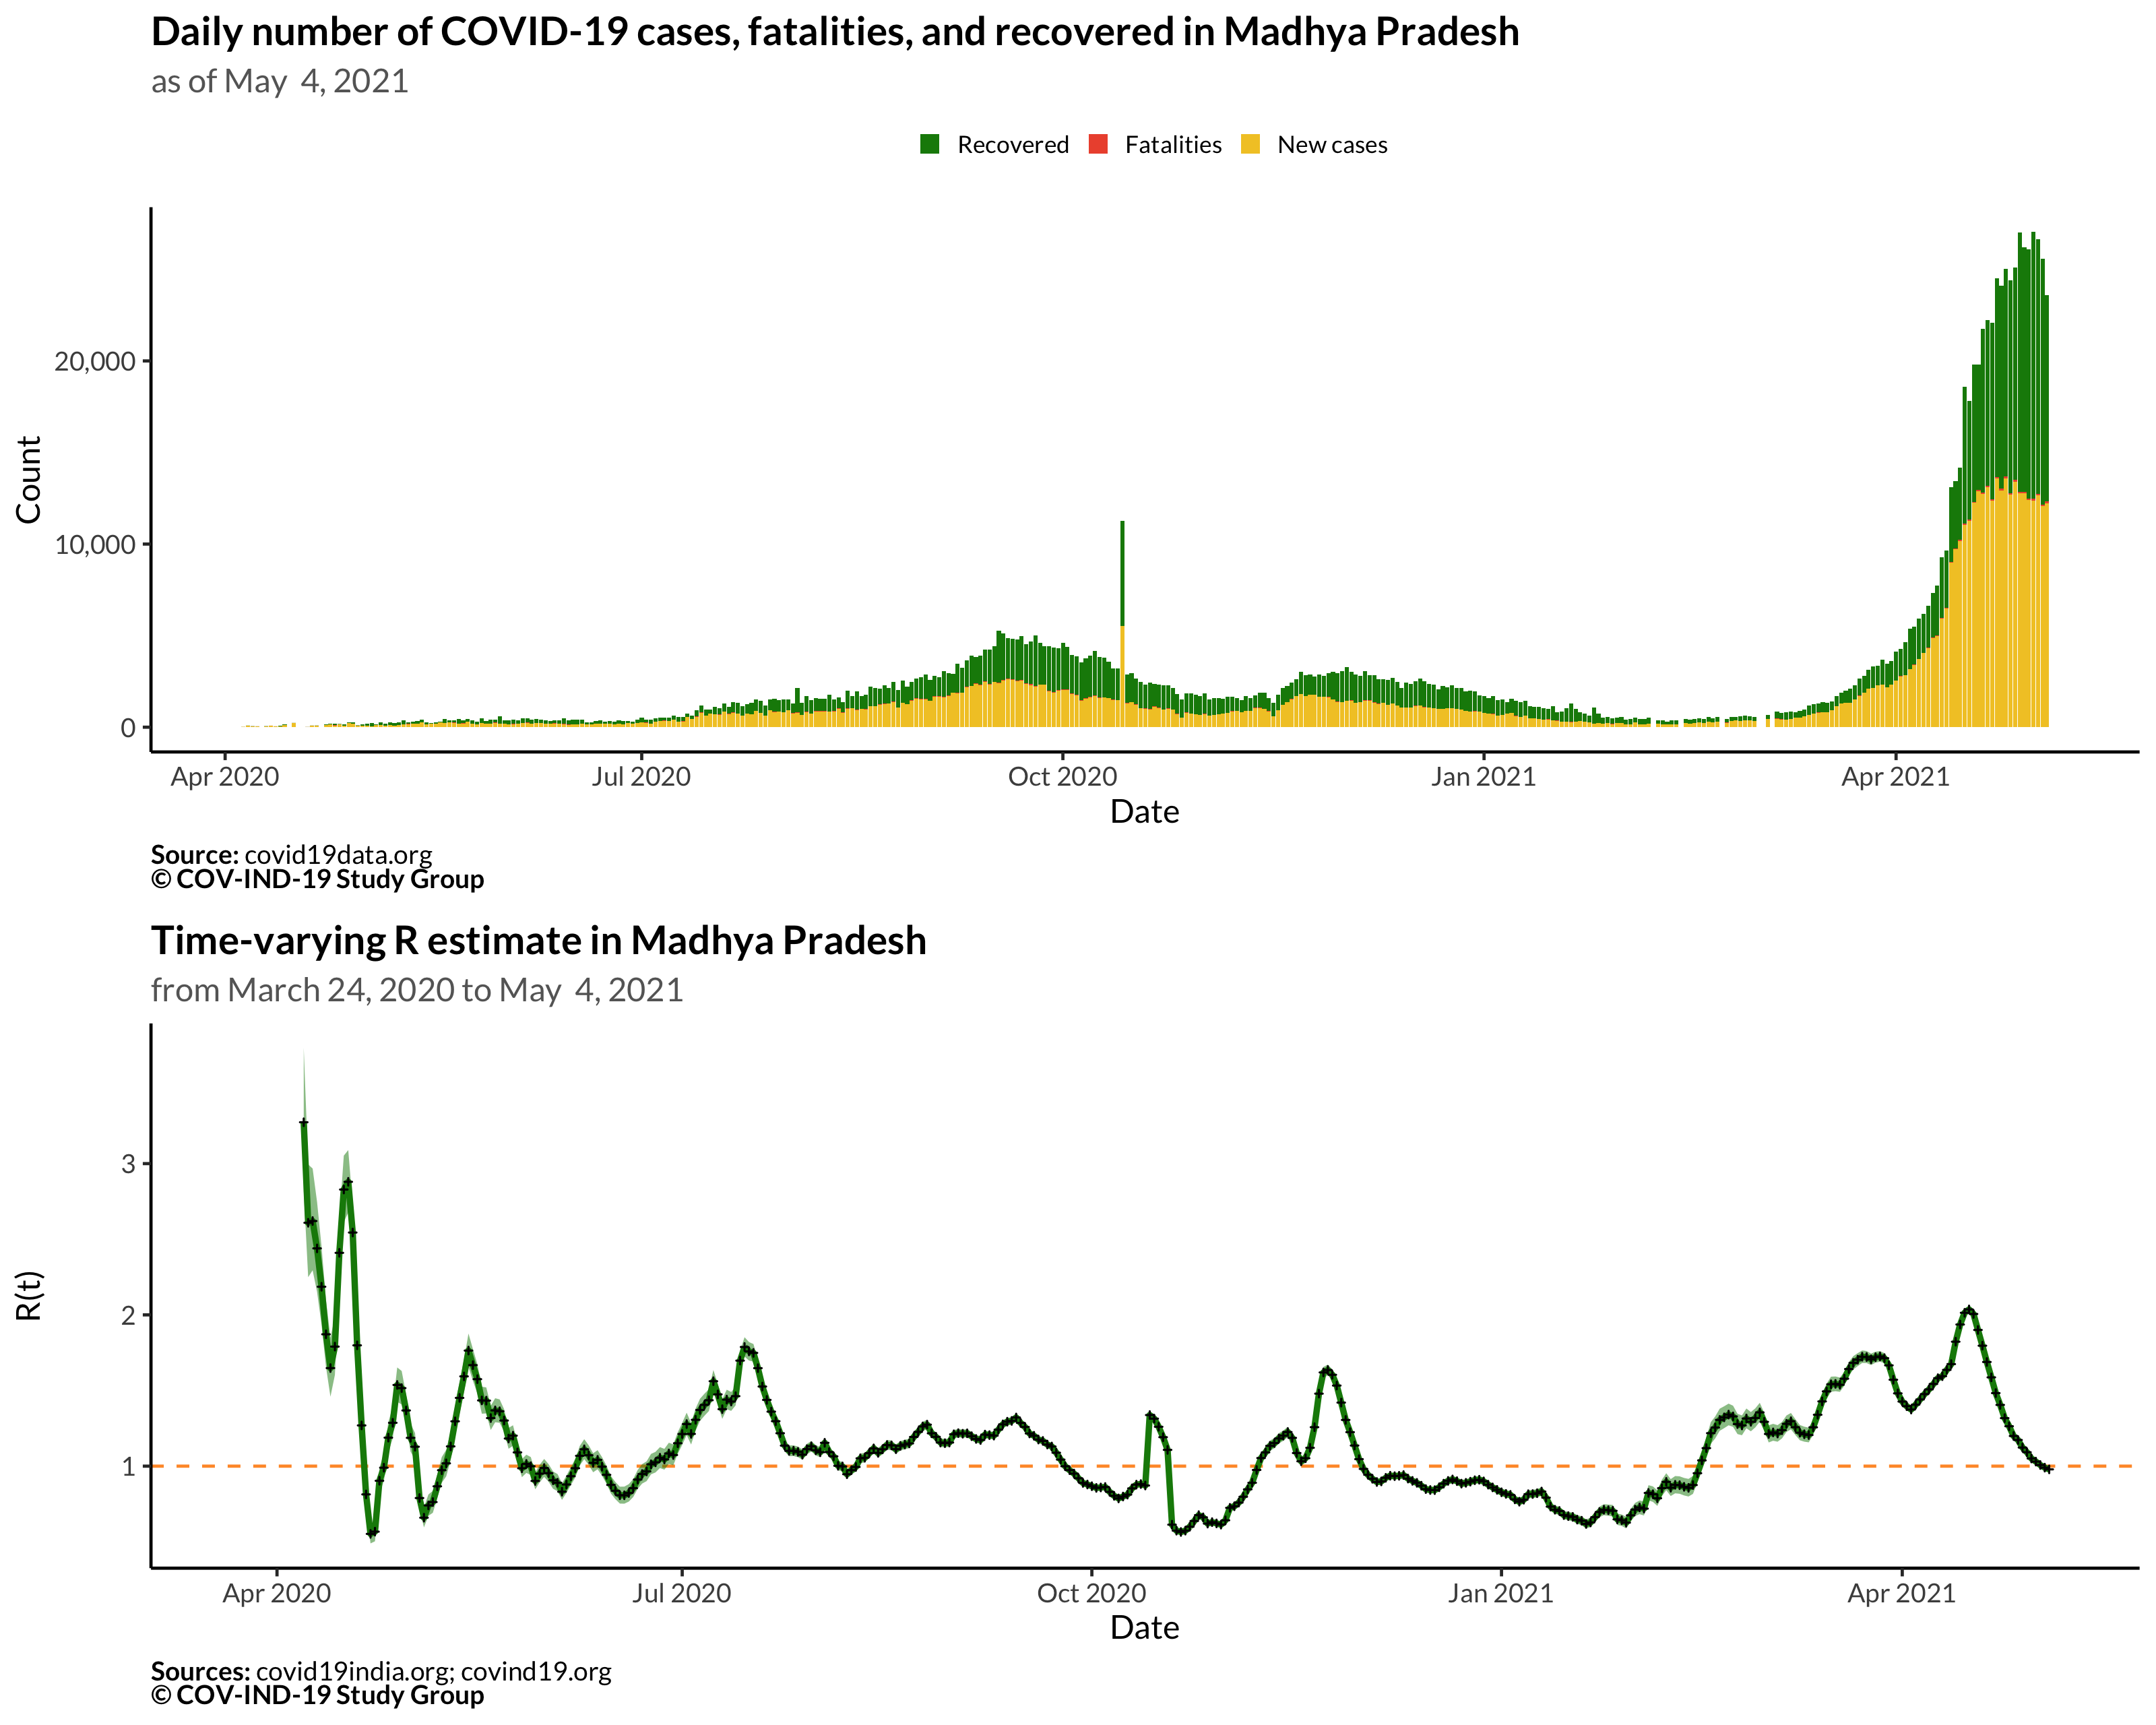 Daily number of COVID-19 cases, fatalities, and recovered in Madhya Pradesh
as of May  4, 2021
Recovered Fatalities New cases
Count
20,000
10,000
0
Apr 2020 Jul 2020 Oct 2020 Jan 2021 Apr 2021
Date
Source: covid19data.org
© COV-IND-19 Study Group
Time-varying R estimate in Madhya Pradesh
from March 24, 2020 to May  4, 2021
R(t)
3
2
1
Apr 2020 Jul 2020 Oct 2020 Jan 2021 Apr 2021
Date
Sources: covid19india.org; covind19.org
© COV-IND-19 Study Group